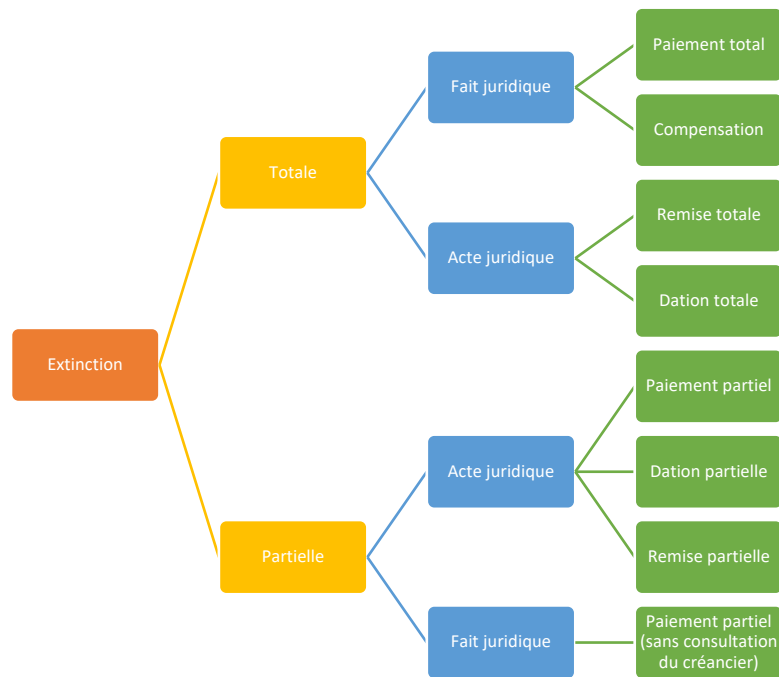 Extinction
Totale
Fait juridique
Paiement total
Compensation
Acte juridique
Remise totale
Dation totale
Partielle
Acte juridique
Paiement partiel
Dation partielle
Remise partielle
Fait juridique
Paiement partiel
(sans consultation
du créancier)